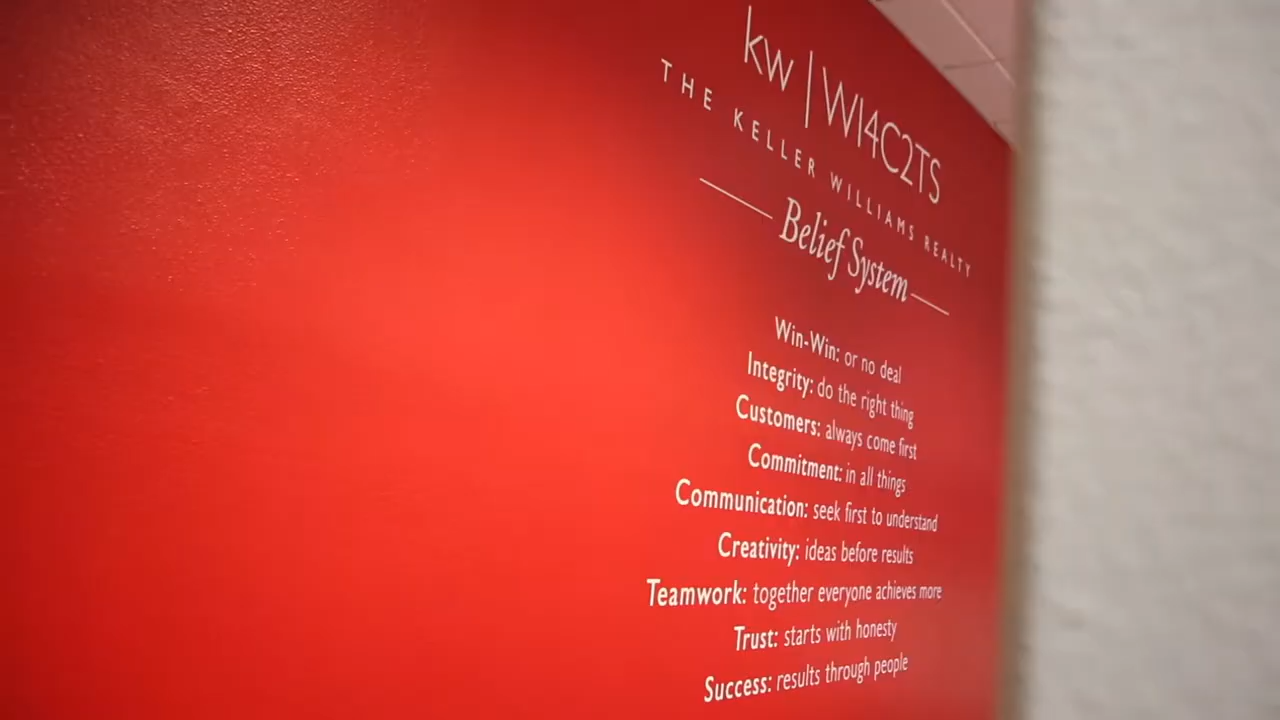 kw | WI4C2TS
THE KELLER WILLIAMS REALTY
Belief System
Win-Win: or no deal
Integrity: do the right thing
Customers: always come first
Commitment: in all things
Communication: seek first to understand
Creativity: ideas before results
Teamwork: together everyone achieves more
Trust: starts with honesty
Success: results through people